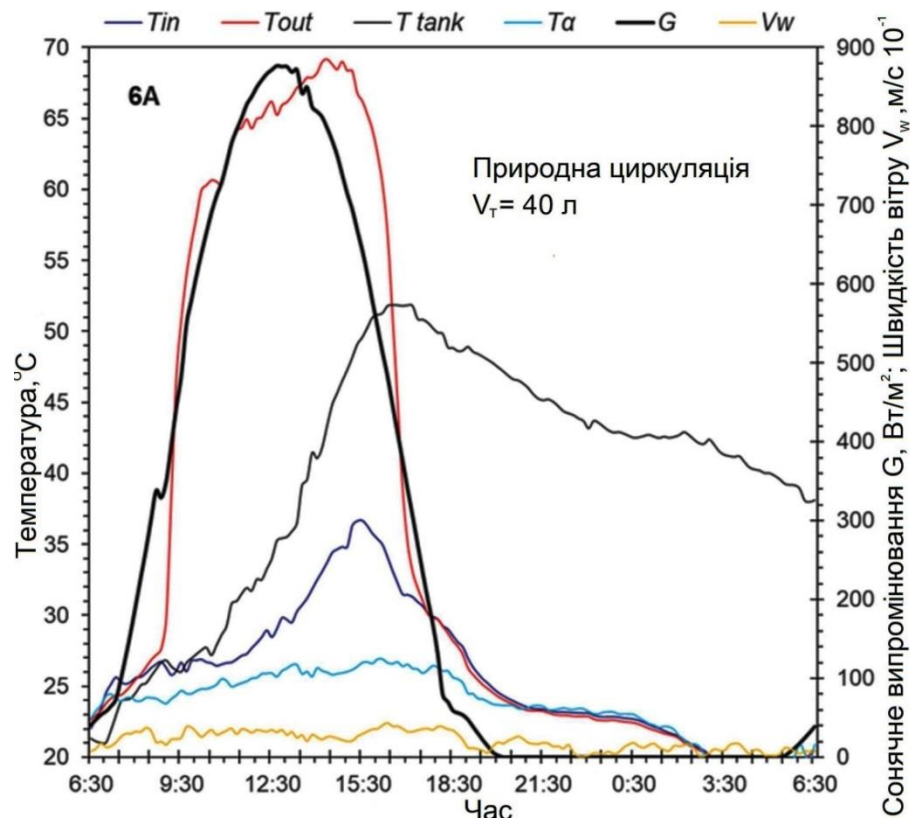 Tin Tout T tank Tα G Vw
70 900
6A
65 800
Природна циркуляція
Vт= 40 л
60 700
55 600
50 500
45 400
40 300
35 200
30 100
25
20 0
6:30 9:30 12:30 15:30 18:30 21:30 0:30 3:30 6:30
Час
Температура,°C
Сонячне випромінювання G, Вт/м²; Швидкість вітру Vw ,м/с 10⁻¹